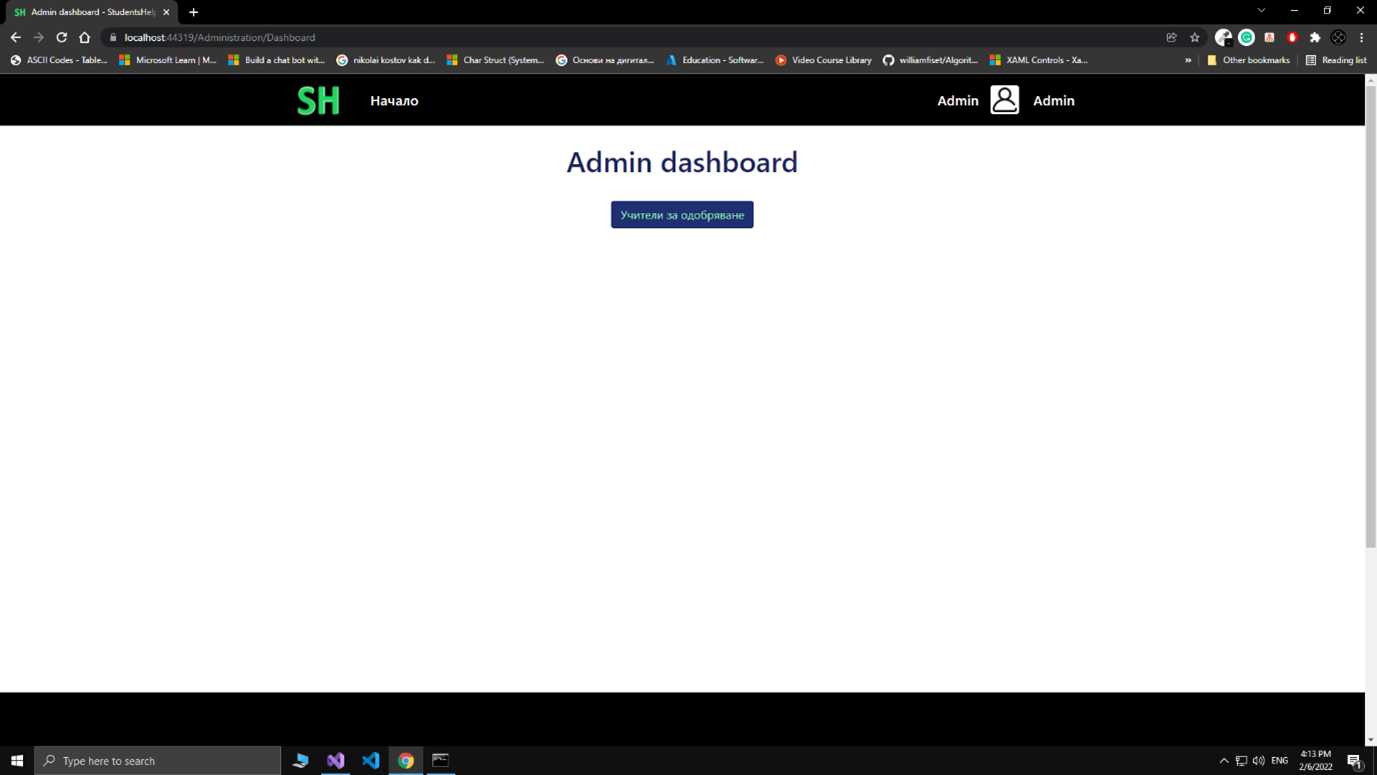 SH Admin dashboard - StudentsHelp
localhost:44319/Administration/Dashboard
ASCII Codes - Table... Microsoft Learn | M... Build a chat bot wit... nikolai kostov kak d... Char Struct (System... Основи на дигитал... Education - Softwar... Video Course Library williamfiset/Algorit... XAML Controls - Xa... » Other bookmarks Reading list
SH Начало Admin Admin
Admin dashboard
Учители за одобряване
Type here to search ENG 4:13 PM
2/6/2022 1